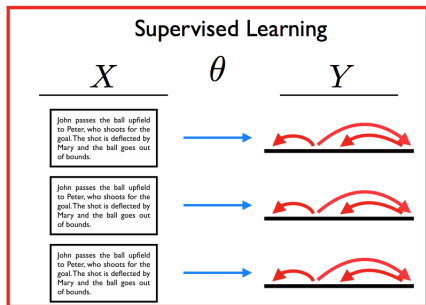 Supervised Learning
X θ Y
John passes the ball upfield
to Peter, who shoots for the
goal. The shot is deflected by
Mary and the ball goes out
of bounds.
John passes the ball upfield
to Peter, who shoots for the
goal. The shot is deflected by
Mary and the ball goes out
of bounds.
John passes the ball upfield
to Peter, who shoots for the
goal. The shot is deflected by
Mary and the ball goes out
of bounds.